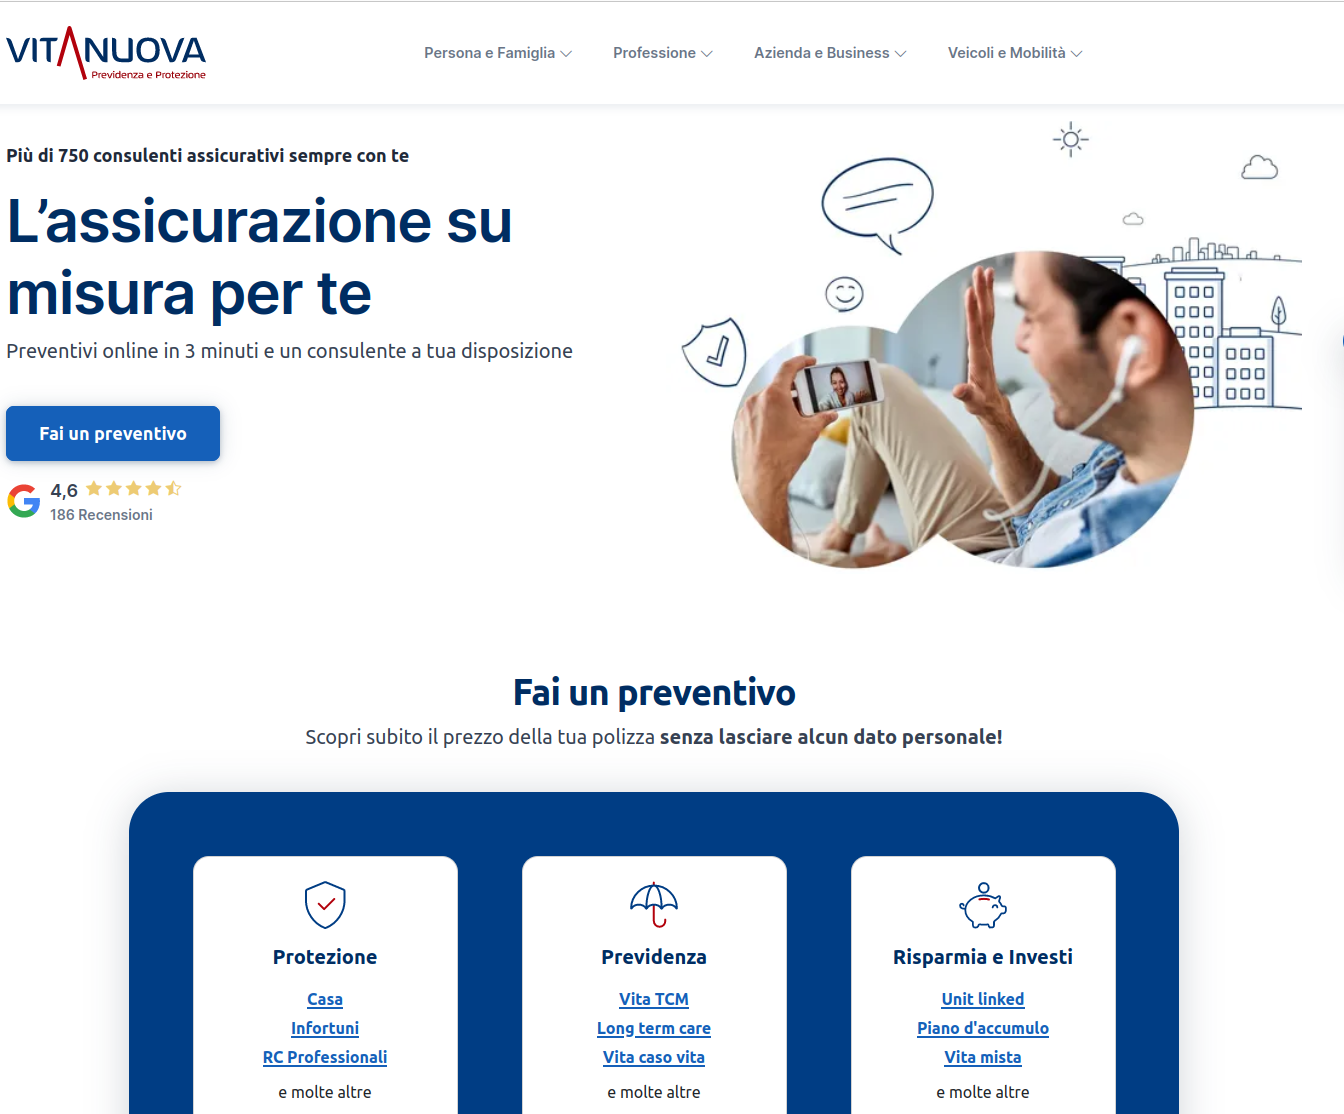 VITANUOVA
Previdenza e Protezione
Persona e Famiglia
Professione
Azienda e Business
Veicoli e Mobilità
Più di 750 consulenti assicurativi sempre con te
L’assicurazione su
misura per te
Preventivi online in 3 minuti e un consulente a tua disposizione
Fai un preventivo
4,6
186 Recensioni
Fai un preventivo
Scopri subito il prezzo della tua polizza senza lasciare alcun dato personale!
Protezione
Casa
Infortuni
RC Professionali
e molte altre
Previdenza
Vita TCM
Long term care
Vita caso vita
e molte altre
Risparmia e Investi
Unit linked
Piano d'accumulo
Vita mista
e molte altre